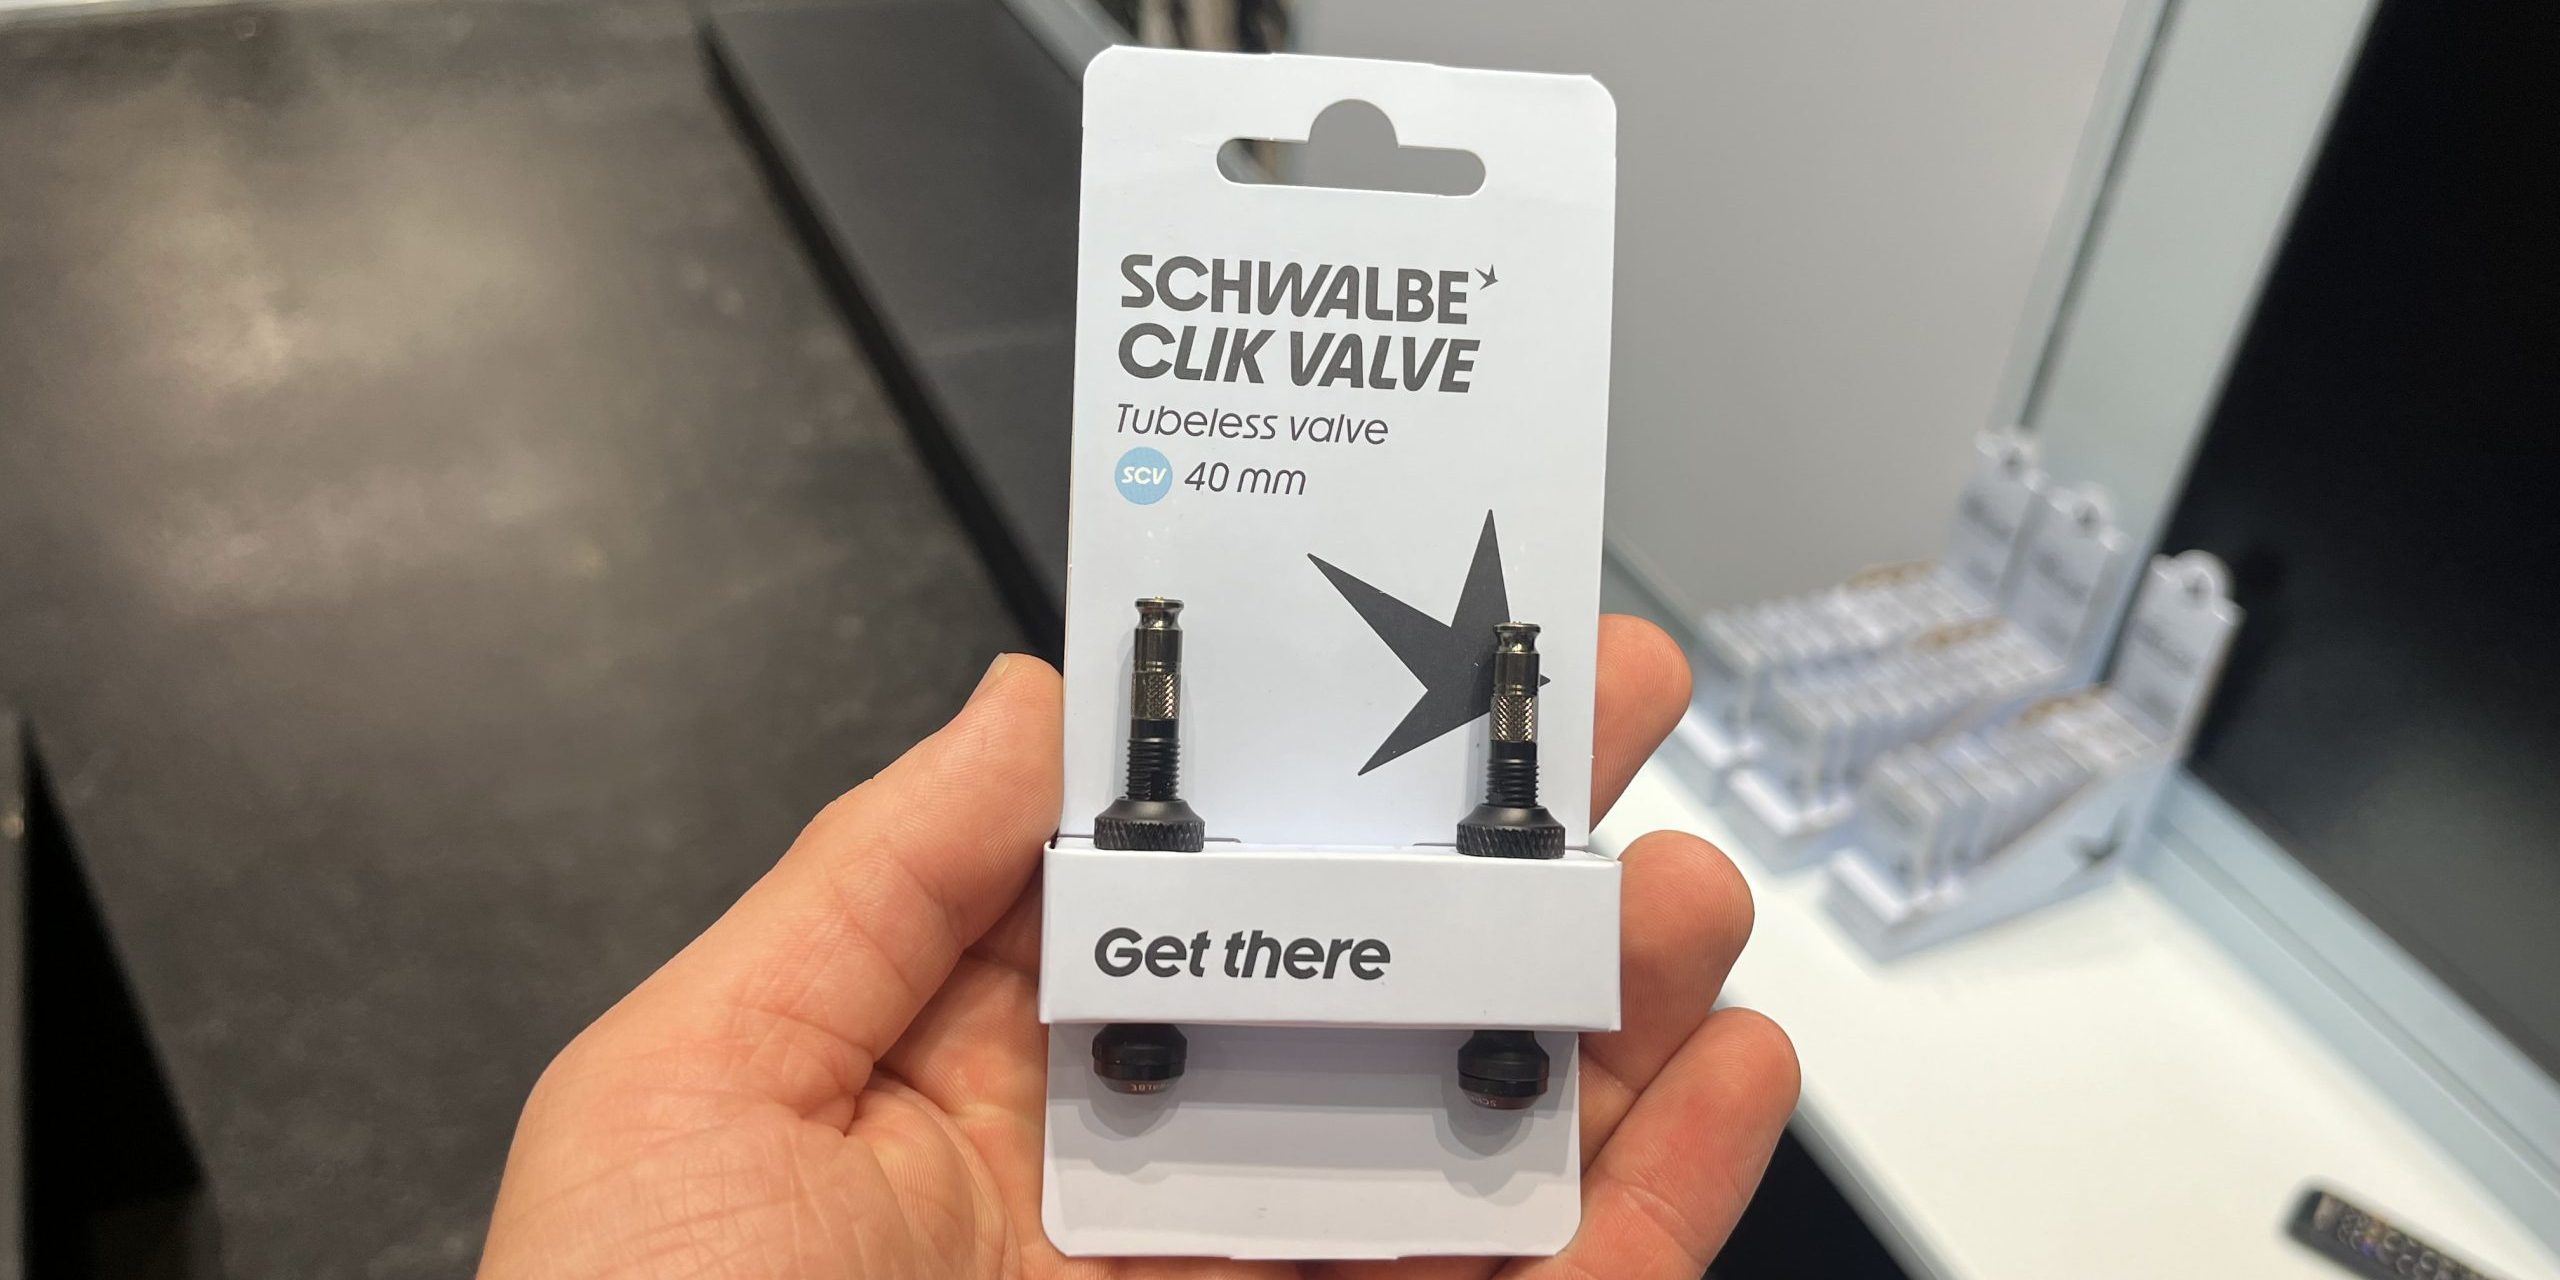 SCHWALBE
CLIK VALVE
Tubeless valve
SCV 40 mm
Get there